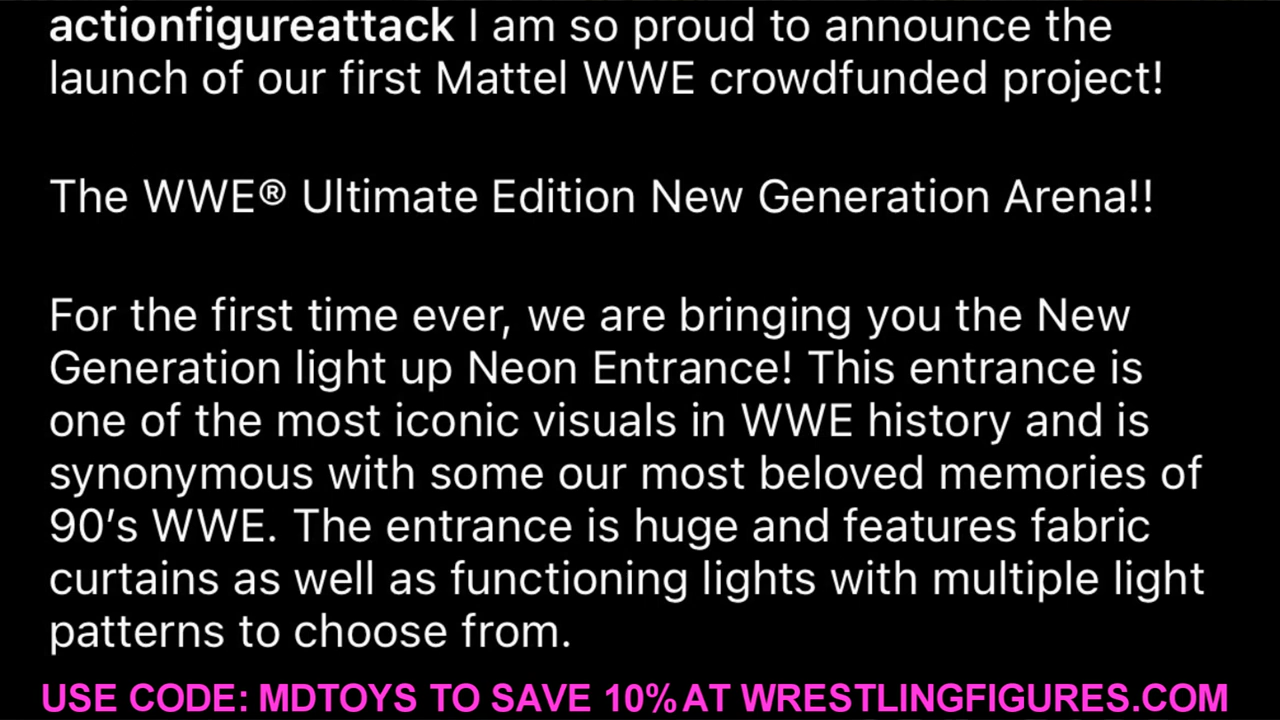 actionfigureattack I am so proud to announce the
launch of our first Mattel WWE crowdfunded project!
The WWE® Ultimate Edition New Generation Arena!!
For the first time ever, we are bringing you the New
Generation light up Neon Entrance! This entrance is
one of the most iconic visuals in WWE history and is
synonymous with some our most beloved memories of
90’s WWE. The entrance is huge and features fabric
curtains as well as functioning lights with multiple light
patterns to choose from.
USE CODE: MDTOYS TO SAVE 10% AT WRESTLINGFIGURES.COM